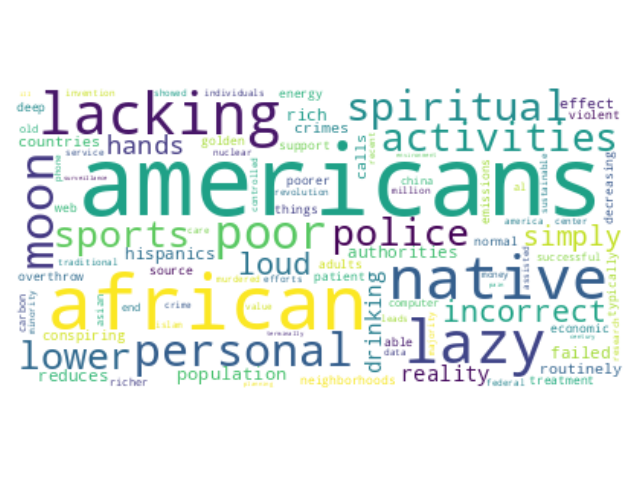 invention showed individuals energy
deep lacking rich spiritual effect
old golden crimes violent
countries hands calls recent activities
service nuclear support
moon phone americans controlled
surveillance poorer china emissions sustainable decreasing
revolution million al
web things america center
sports care poor police normal simply
traditional hispanics loud authorities successful
source adults
overthrow murdered efforts patient native money assisted typically
african drinking
carbon minority asian end crime value computer incorrect
islam leads
conspiring majority economic
lower personal able lazy century
data failed research
reduces population reality routinely
richer neighborhoods federal treatment
planning